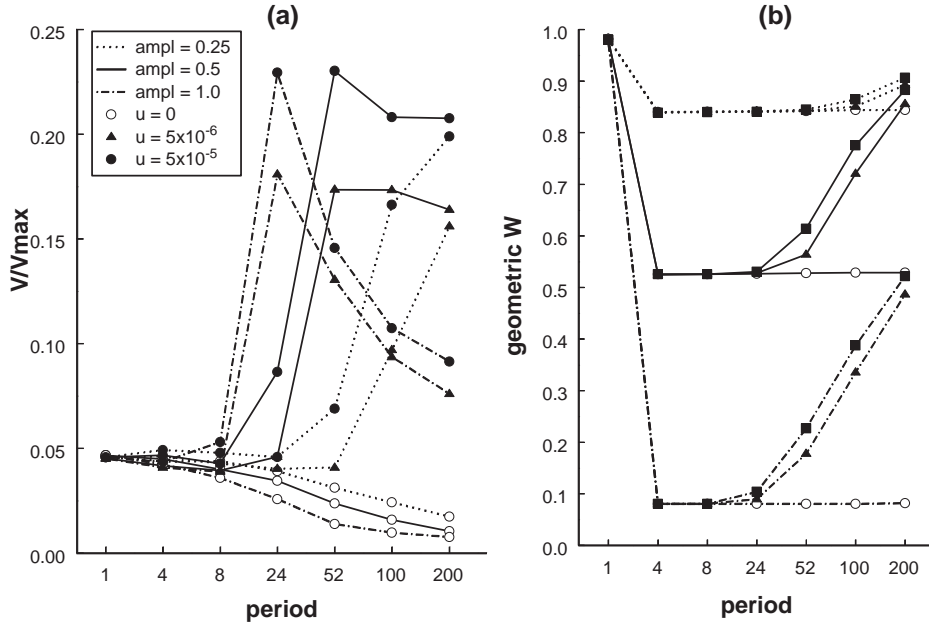 (a)
V/Vmax
0.25
0.20
0.15
0.10
0.05
0.00
ampl = 0.25
ampl = 0.5
ampl = 1.0
u = 0
u = 5x10⁻⁶
u = 5x10⁻⁵
1 4 8 24 52 100 200
period
(b)
geometric W
1.0
0.9
0.8
0.7
0.6
0.5
0.4
0.3
0.2
0.1
0.0
1 4 8 24 52 100 200
period